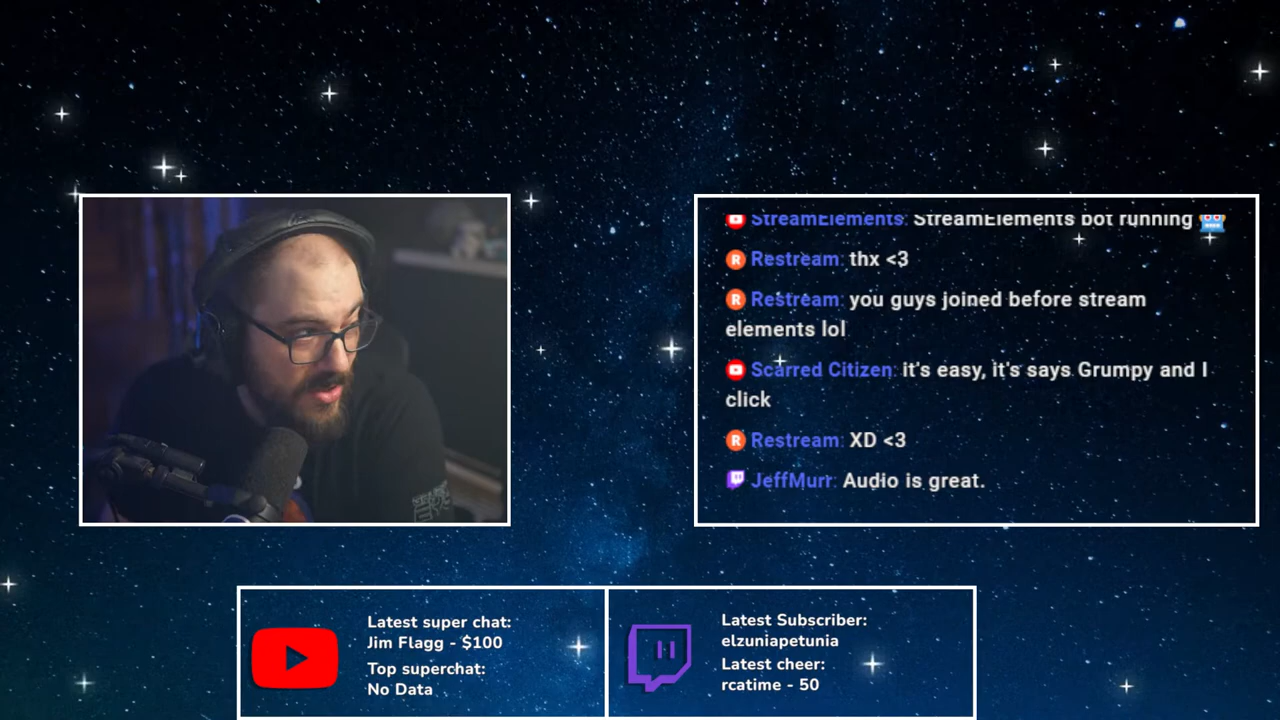 StreamElements: StreamElements bot running
Restream: thx <3
Restream: you guys joined before stream
elements lol
Scarred Citizen: it's easy, it's says Grumpy and I
click
Restream: XD <3
JeffMurr: Audio is great.
Latest super chat:
Jim Flagg - $100
Top superchat:
No Data
Latest Subscriber:
elzuniapetunia
Latest cheer:
rcatime - 50